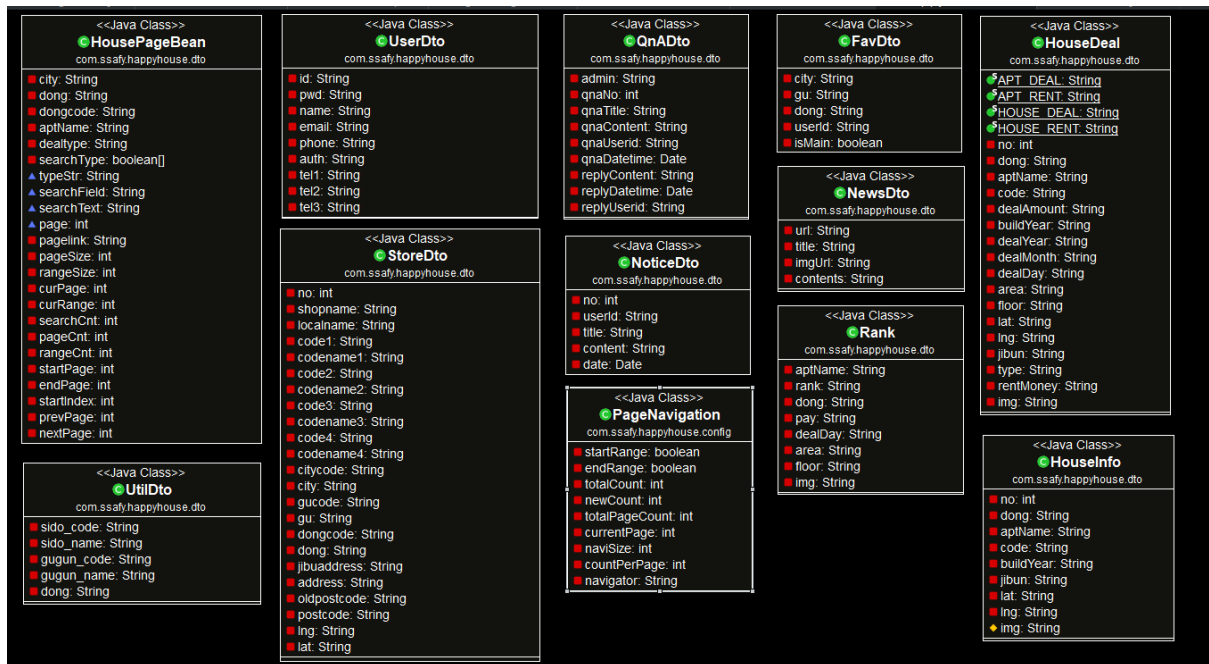 <<Java Class>>
HousePageBean
com.ssafy.happyhouse.dto
city: String
dong: String
dongcode: String
aptName: String
dealtype: String
searchType: boolean[]
typeStr: String
searchField: String
searchText: String
page: int
pagelink: String
pageSize: int
rangeSize: int
curPage: int
curRange: int
searchCnt: int
pageCnt: int
rangeCnt: int
startPage: int
endPage: int
startIndex: int
prevPage: int
nextPage: int
<<Java Class>>
UtilDto
com.ssafy.happyhouse.dto
sido_code: String
sido_name: String
gugun_code: String
gugun_name: String
dong: String
<<Java Class>>
UserDto
com.ssafy.happyhouse.dto
id: String
pwd: String
name: String
email: String
phone: String
auth: String
tel1: String
tel2: String
tel3: String
<<Java Class>>
StoreDto
com.ssafy.happyhouse.dto
no: int
shopname: String
localname: String
code1: String
codename1: String
code2: String
codename2: String
code3: String
codename3: String
code4: String
codename4: String
citycode: String
city: String
gucode: String
gu: String
dongcode: String
dong: String
jibuaddress: String
address: String
oldpostcode: String
postcode: String
lng: String
lat: String
<<Java Class>>
QnADto
com.ssafy.happyhouse.dto
admin: String
qnaNo: int
qnaTitle: String
qnaContent: String
qnaUserid: String
qnaDatetime: Date
replyContent: String
replyDatetime: Date
replyUserid: String
<<Java Class>>
NoticeDto
com.ssafy.happyhouse.dto
no: int
userId: String
title: String
content: String
date: Date
<<Java Class>>
PageNavigation
com.ssafy.happyhouse.config
startRange: boolean
endRange: boolean
totalCount: int
newCount: int
totalPageCount: int
currentPage: int
naviSize: int
countPerPage: int
navigator: String
<<Java Class>>
FavDto
com.ssafy.happyhouse.dto
city: String
gu: String
dong: String
userId: String
isMain: boolean
<<Java Class>>
NewsDto
com.ssafy.happyhouse.dto
url: String
title: String
imgUrl: String
contents: String
<<Java Class>>
Rank
com.ssafy.happyhouse.dto
aptName: String
rank: String
dong: String
pay: String
dealDay: String
area: String
floor: String
img: String
<<Java Class>>
HouseDeal
com.ssafy.happyhouse.dto
APT_DEAL: String
APT_RENT: String
HOUSE_DEAL: String
HOUSE_RENT: String
no: int
dong: String
aptName: String
code: String
dealAmount: String
buildYear: String
dealYear: String
dealMonth: String
dealDay: String
area: String
floor: String
lat: String
lng: String
jibun: String
type: String
rentMoney: String
img: String
<<Java Class>>
HouseInfo
com.ssafy.happyhouse.dto
no: int
dong: String
aptName: String
code: String
buildYear: String
jibun: String
lat: String
lng: String
img: String